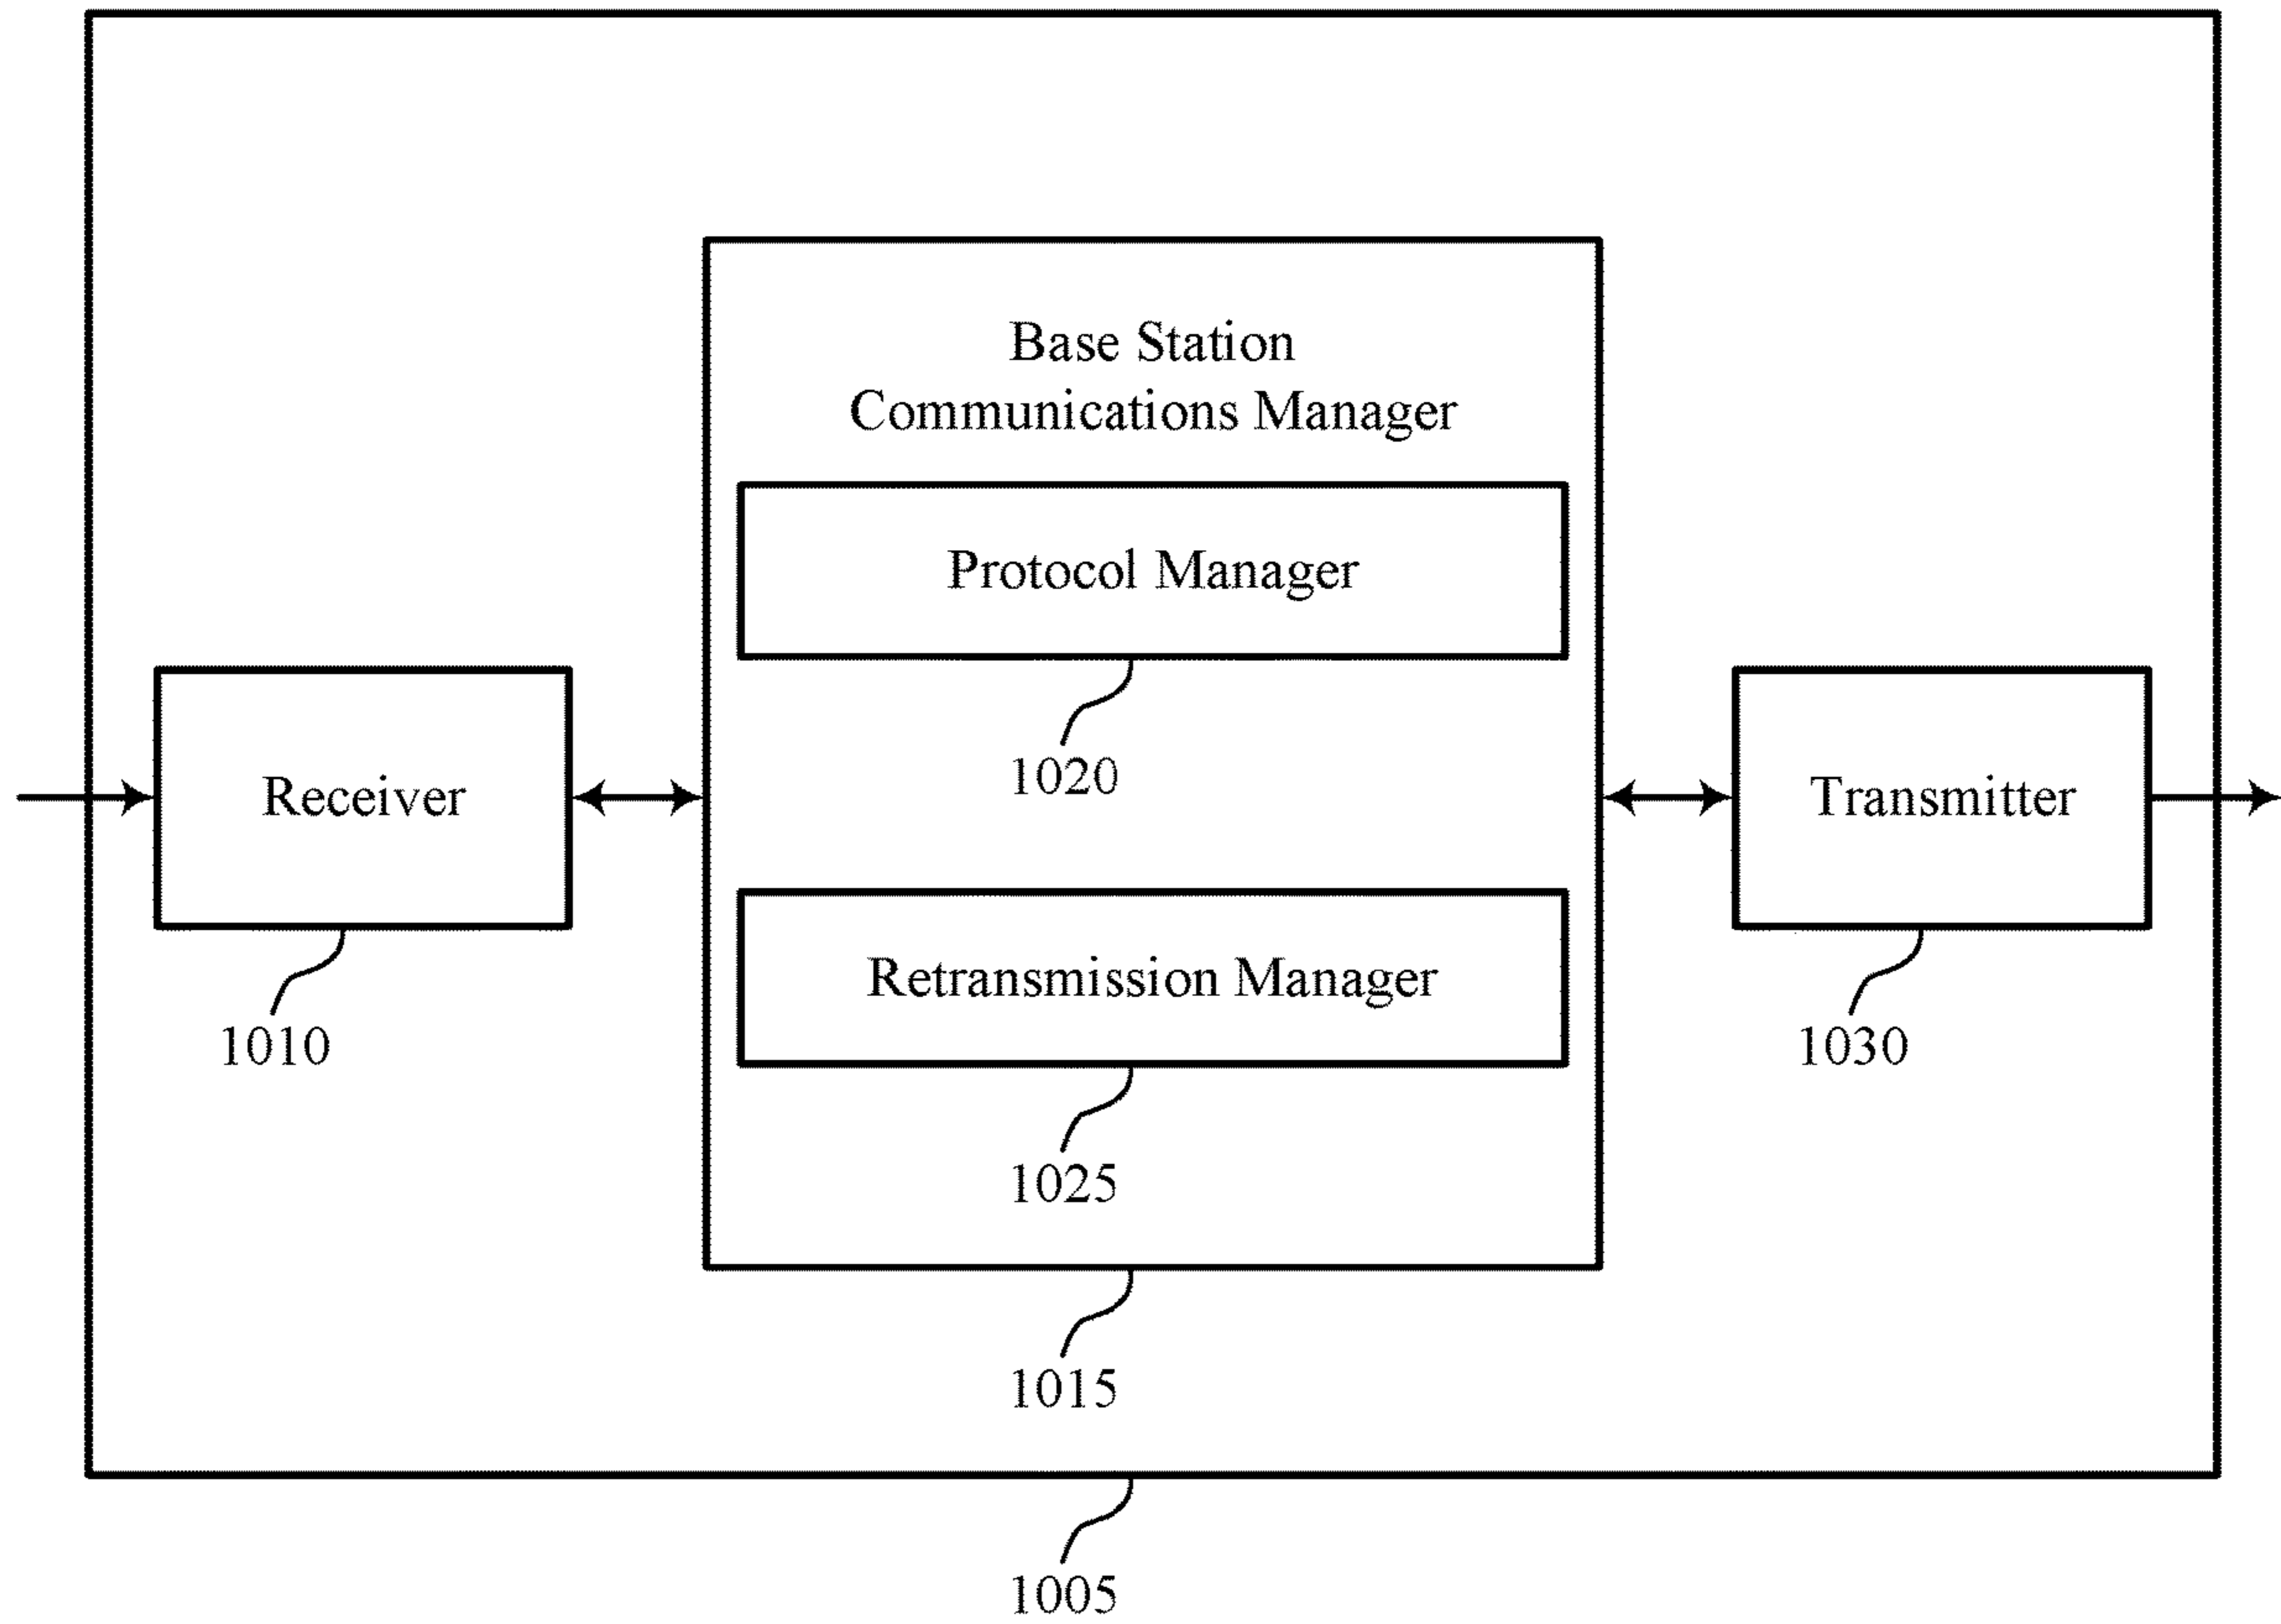 Base Station
Communications Manager
Protocol Manager
1020
Receiver
1010
Transmitter
1030
Retransmission Manager
1025
1015
1005